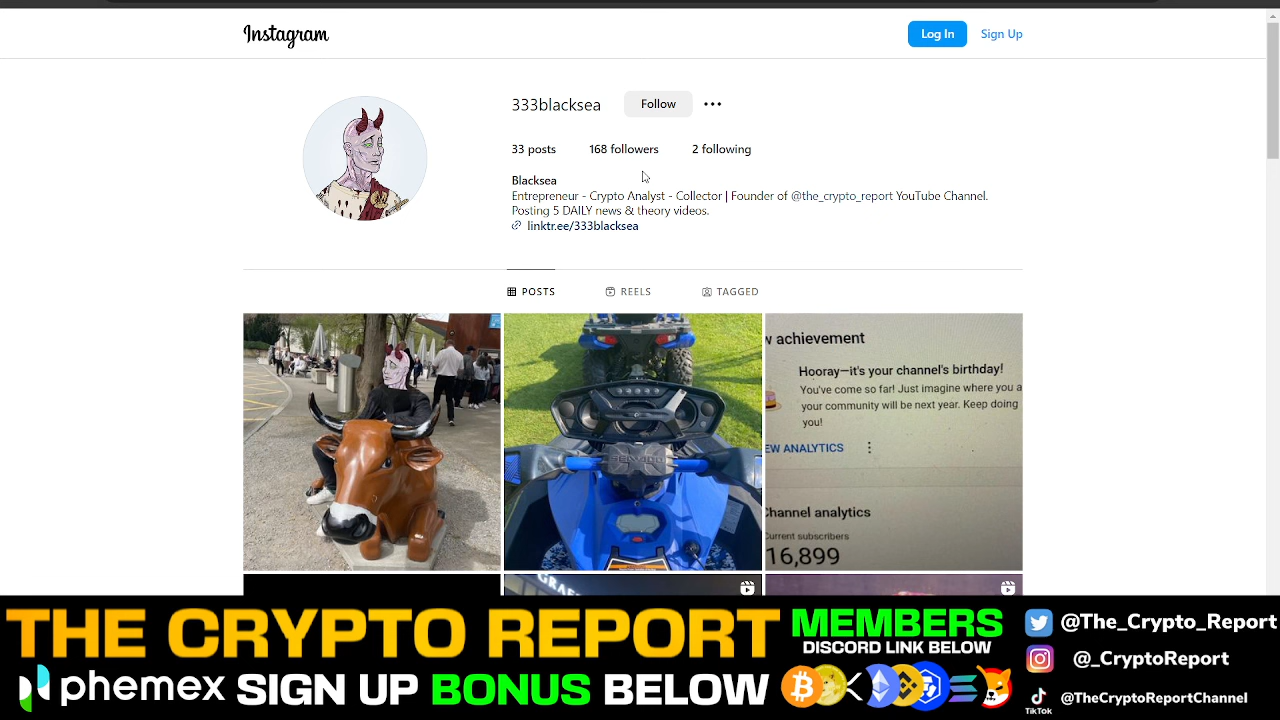 Instagram
Log In
Sign Up
333blacksea
Follow
33 posts
168 followers
2 following
Blacksea
Entrepreneur - Crypto Analyst - Collector | Founder of @the_crypto_report YouTube Channel.
Posting 5 DAILY news & theory videos.
linktr.ee/333blacksea
POSTS
REELS
TAGGED
achievement
Hooray—it's your channel's birthday!
You've come so far! Just imagine where you a
your community will be next year. Keep doing
you!
EW ANALYTICS
Channel analytics
Current subscribers
16,899
THE CRYPTO REPORT
MEMBERS
DISCORD LINK BELOW
phemex SIGN UP BONUS BELOW
@The_Crypto_Report
@_CryptoReport
TikTok
@TheCryptoReportChannel